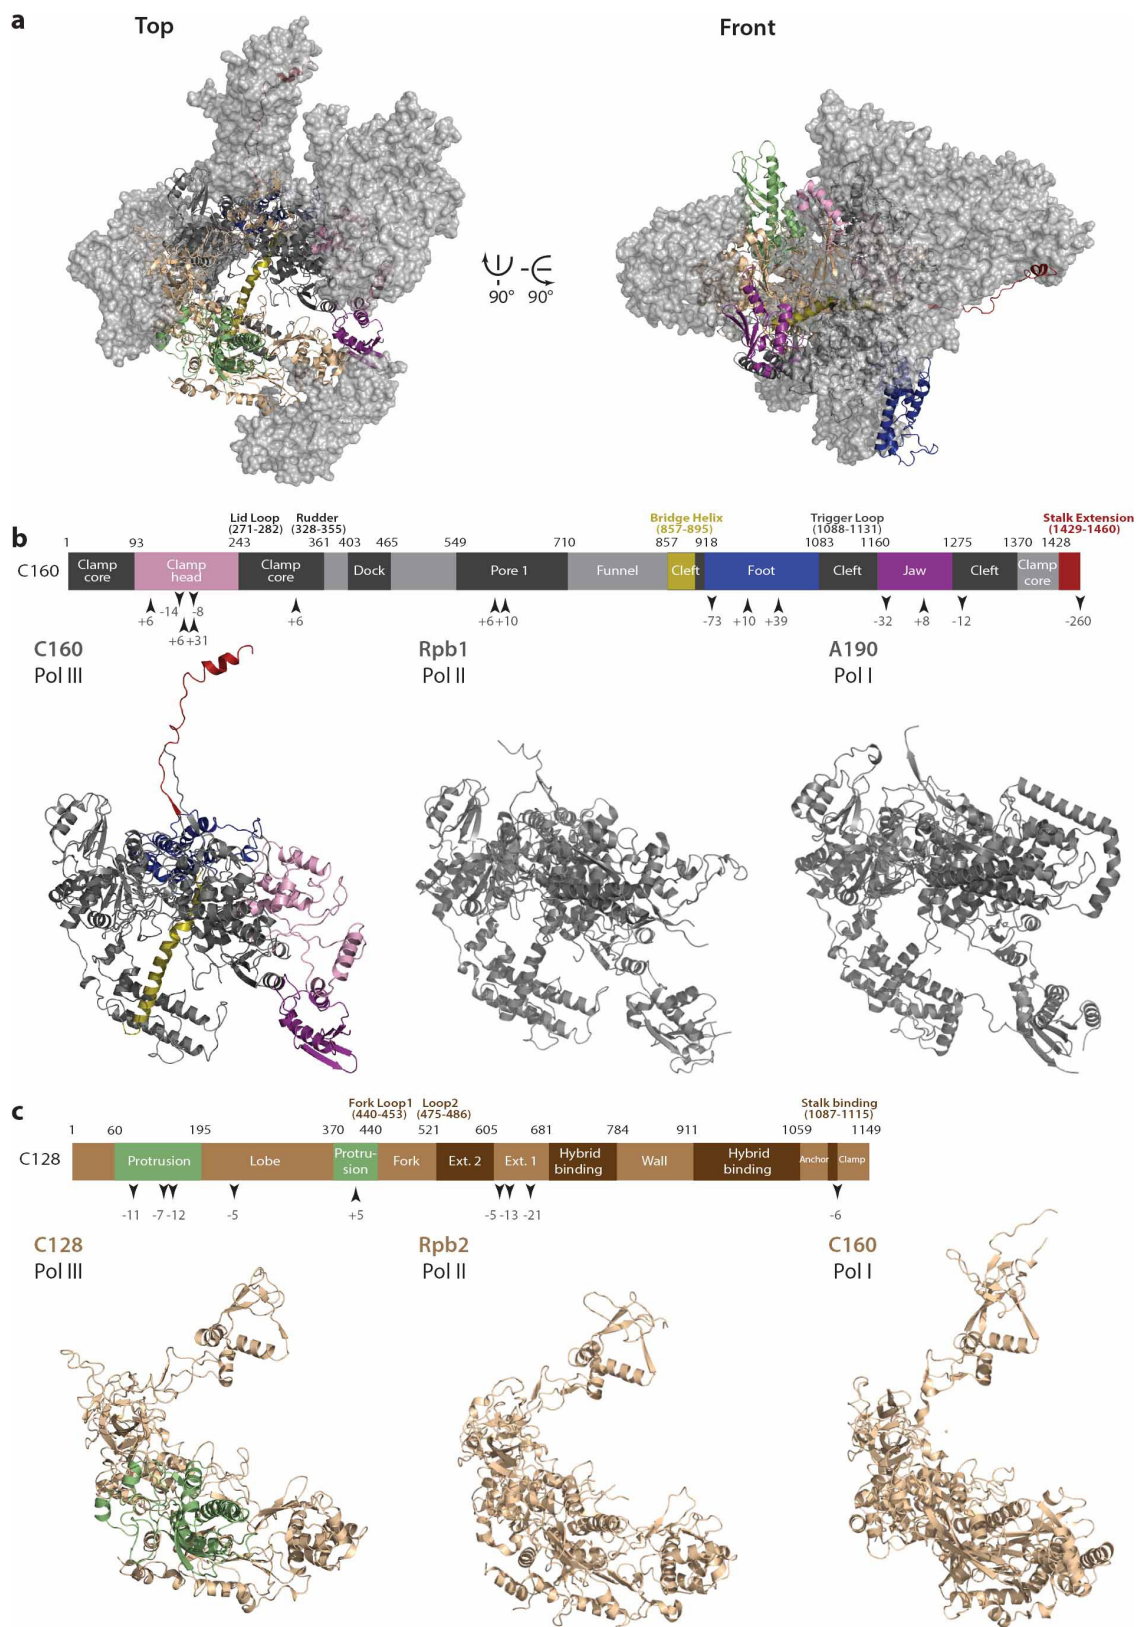 a
Top
Front
90° 90°
b
Lid Loop
(271-282)
Rudder
(328-355)
Bridge Helix
(857-895)
Trigger Loop
(1088-1131)
Stalk Extension
(1429-1460)
1 93 243 361 403 465 549 710 857 918 1083 1160 1275 1370 1428
C160
Clamp core
Clamp head
Clamp core
Dock
Pore 1
Funnel
Cleft
Foot
Cleft
Jaw
Cleft
Clamp core
+6 -14 -8 +6 +6 +10 -73 +10 +39 -32 +8 -12 -260
+6 +31
C160
Pol III
Rpb1
Pol II
A190
Pol I
c
Fork Loop1
(440-453)
Loop2
(475-486)
Stalk binding
(1087-1115)
1 60 195 370 440 521 605 681 784 911 1059 1149
C128
Protrusion
Lobe
Protru-
sion
Fork
Ext. 2
Ext. 1
Hybrid
binding
Wall
Hybrid
binding
Anchor
Clamp
-11 -7 -12 -5 +5 -5 -13 -21 -6
C128
Pol III
Rpb2
Pol II
C160
Pol I